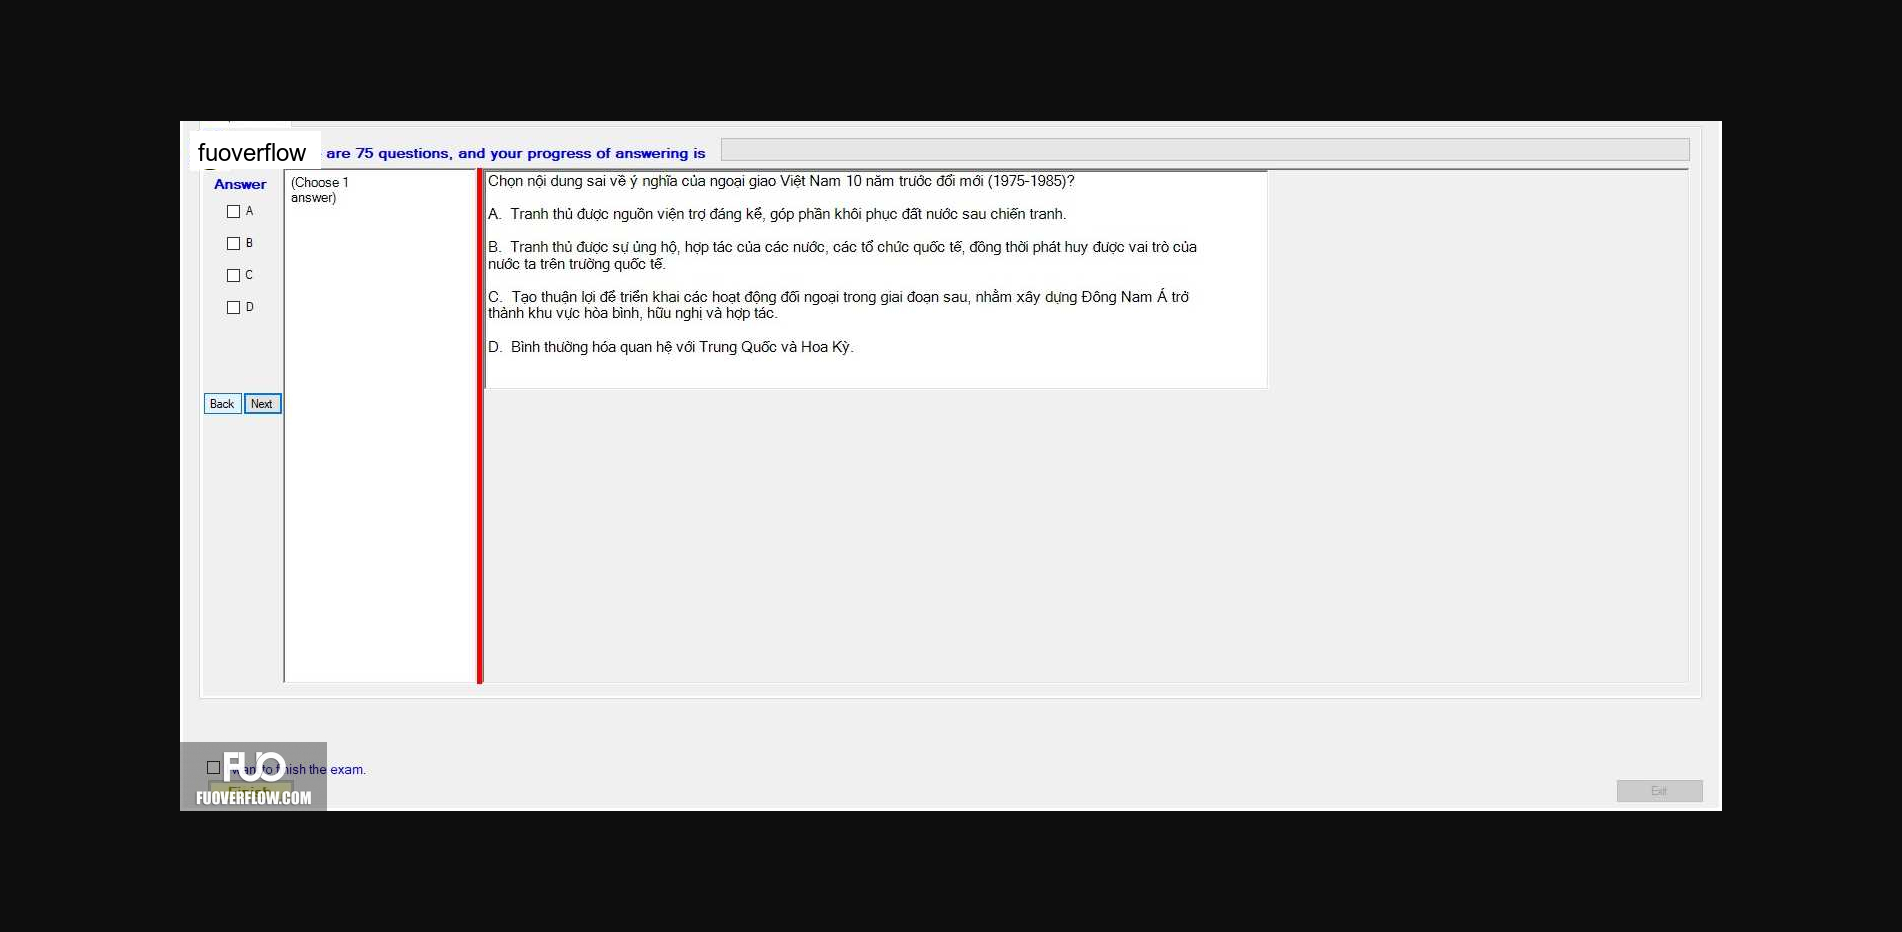 fuoverflow are 75 questions, and your progress of answering is
Answer
(Choose 1
answer)
A
B
C
D
Back Next
Chọn nội dung sai về ý nghĩa của ngoại giao Việt Nam 10 năm trước đổi mới (1975-1985)?
A. Tranh thủ được nguồn viện trợ đáng kể, góp phần khôi phục đất nước sau chiến tranh.
B. Tranh thủ được sự ủng hộ, hợp tác của các nước, các tổ chức quốc tế, đồng thời phát huy được vai trò của
nước ta trên trường quốc tế.
C. Tạo thuận lợi để triển khai các hoạt động đối ngoại trong giai đoạn sau, nhằm xây dựng Đông Nam Á trở
thành khu vực hòa bình, hữu nghị và hợp tác.
D. Bình thường hóa quan hệ với Trung Quốc và Hoa Kỳ.
FUO
to finish the exam.
Finish
FUOVERFLOW.COM
Exit